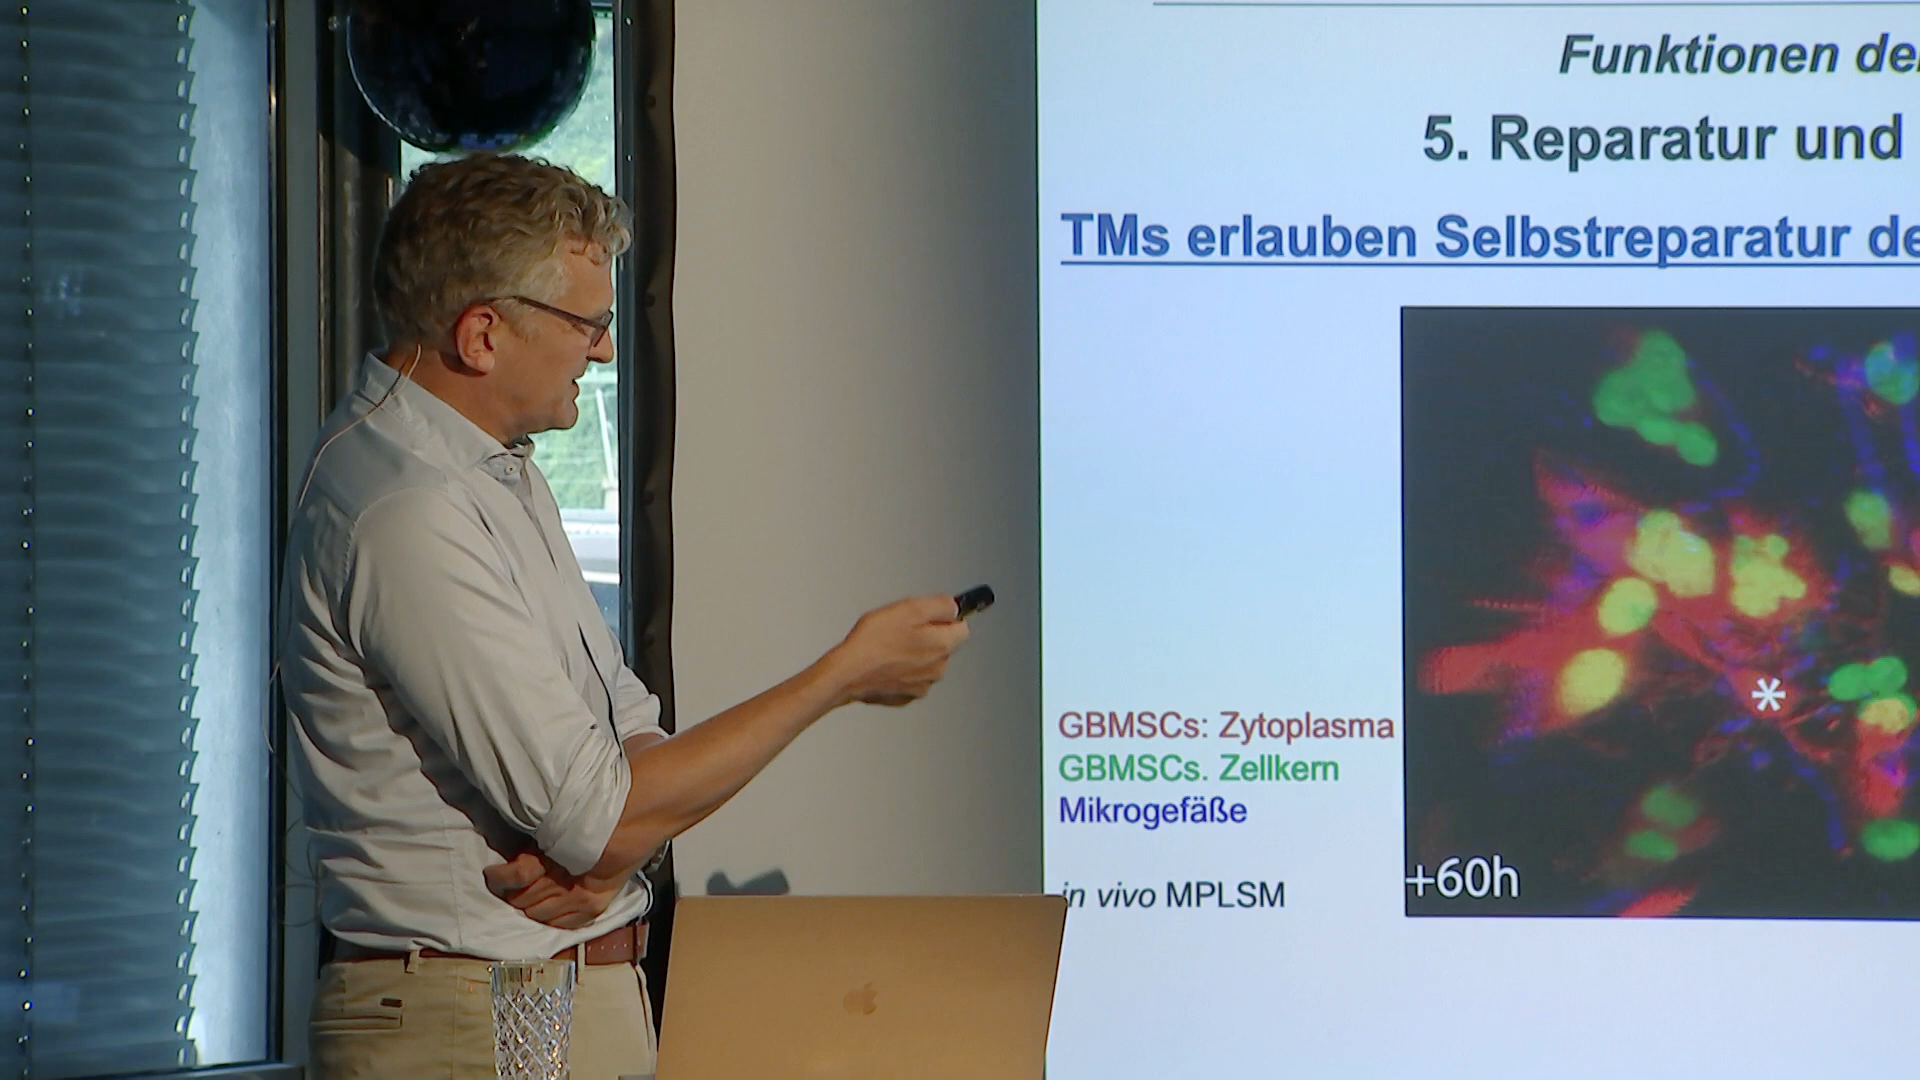 Funktionen de
5. Reparatur und
TMs erlauben Selbstreparatur de
GBMSCs: Zytoplasma
GBMSCs. Zellkern
Mikrogefäße
in vivo MPLSM
*
+60h